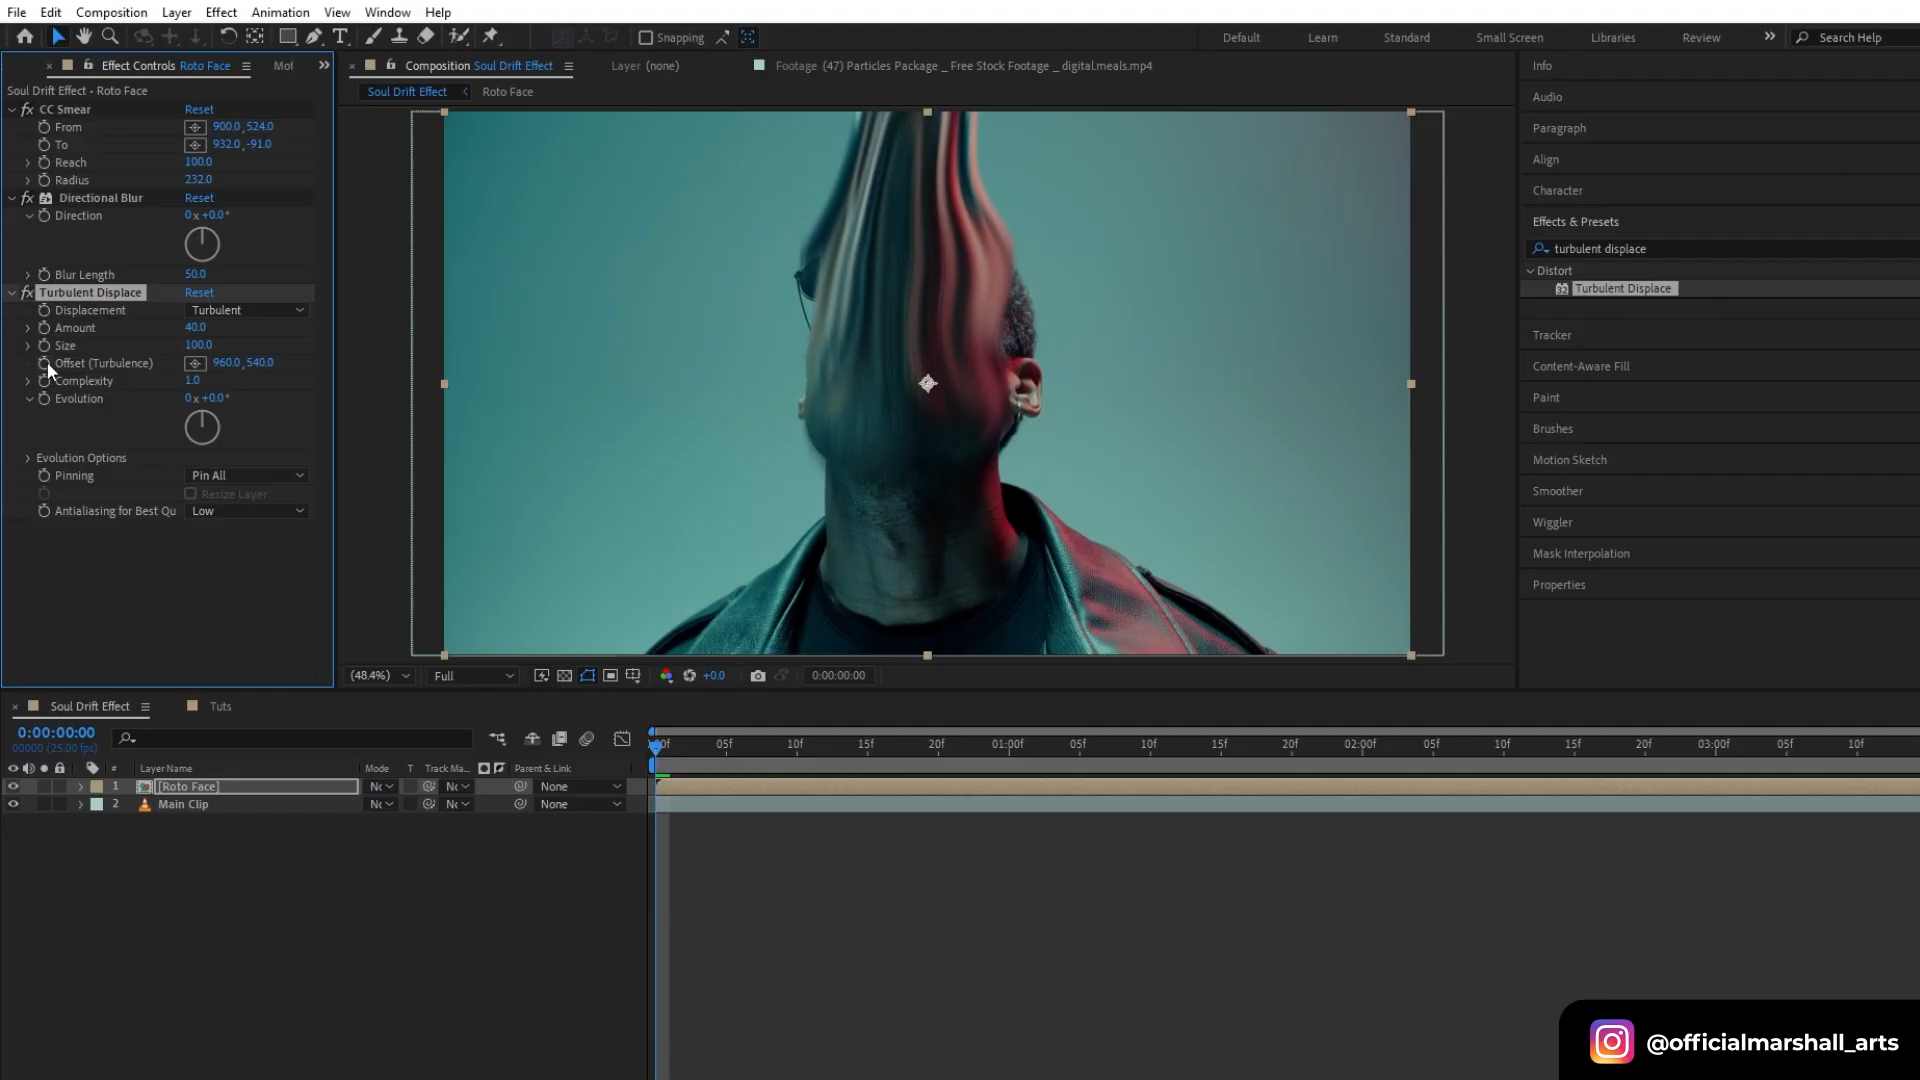 File Edit Composition Layer Effect Animation View Window Help
Snapping Default Learn Standard Small Screen Libraries Review Search Help
Effect Controls Roto Face
Composition Soul Drift Effect Layer (none) Footage (47) Particles Package _ Free Stock Footage _ digital.meals.mp4
Soul Drift Effect • Roto Face
Soul Drift Effect Roto Face
fx CC Smear Reset
From 900.0,524.0
To 932.0,-91.0
Reach 100.0
Radius 232.0
fx Directional Blur Reset
Direction 0x+0.0°
Blur Length 50.0
fx Turbulent Displace Reset
Displacement Turbulent
Amount 40.0
Size 100.0
Offset (Turbulence) 960.0,540.0
Complexity 1.0
Evolution 0x+0.0°
Evolution Options
Pinning Pin All
Resize Layer
Antialiasing for Best Qu Low
(48.4%) Full +0.0 0:00:00:00
Info
Audio
Paragraph
Align
Character
Effects & Presets
turbulent displace
Distort
32 Turbulent Displace
Tracker
Content-Aware Fill
Paint
Brushes
Motion Sketch
Smoother
Wiggler
Mask Interpolation
Properties
Soul Drift Effect Tuts
0:00:00:00
00000 (25.00 fps)
05f 10f 15f 20f 01:00f 05f 10f 15f 20f 02:00f 05f 10f 15f 20f 03:00f 05f 10f
# Layer Name Mode T Track Ma... Parent & Link
1 [Roto Face] None
2 Main Clip None
@officialmarshall_arts